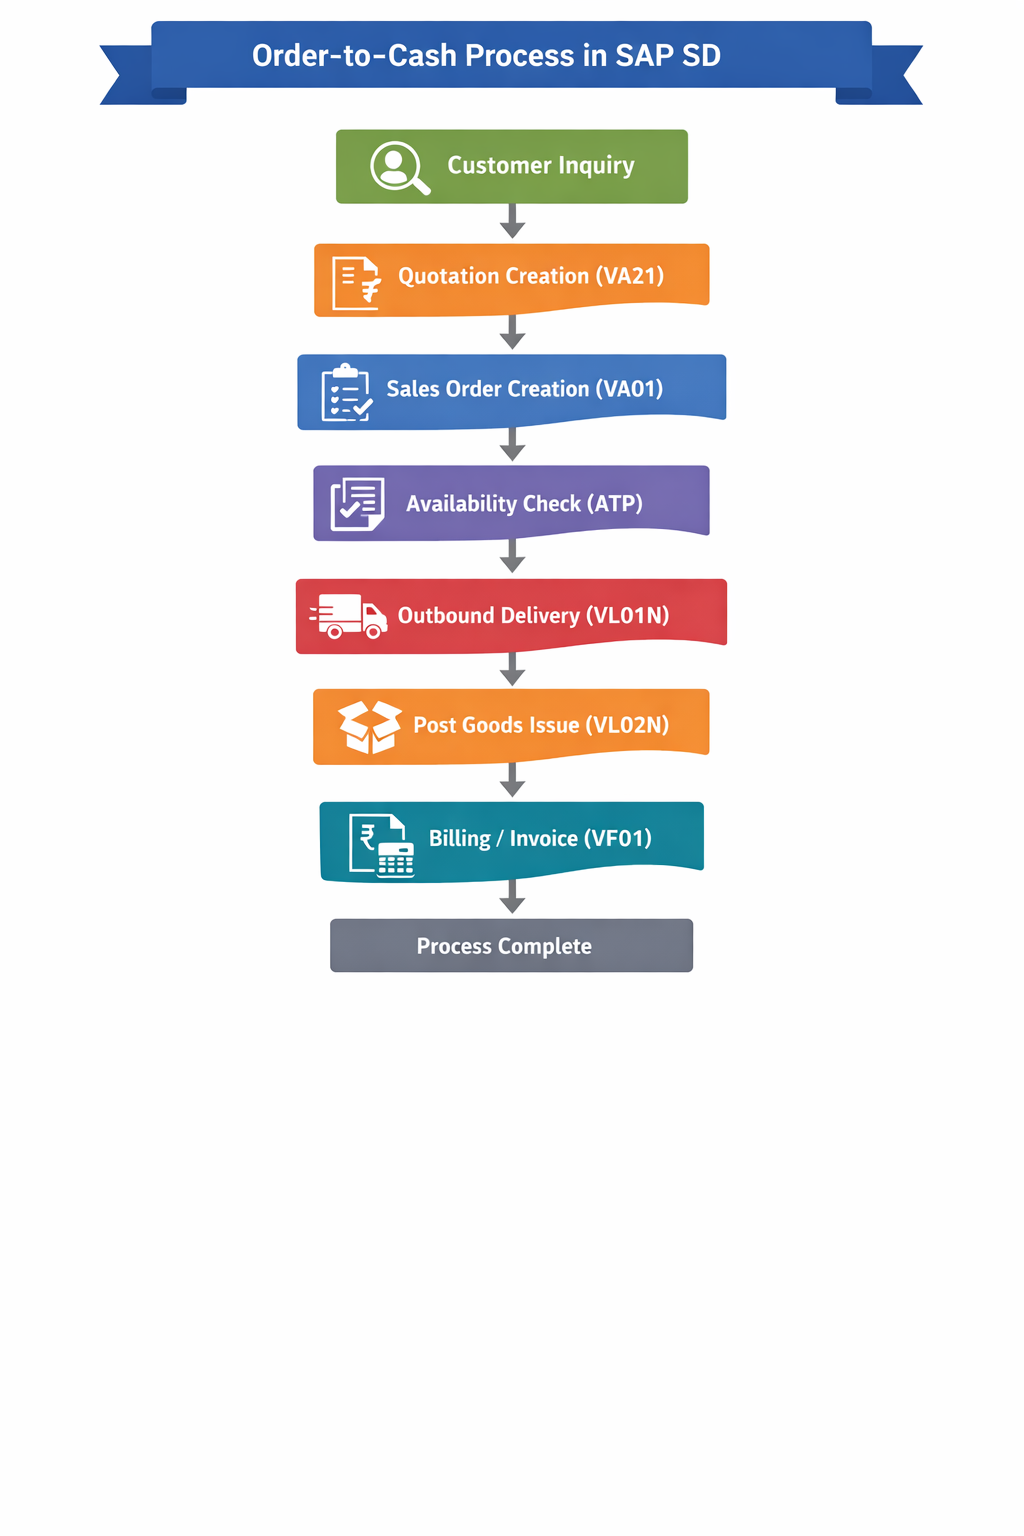 Order-to-Cash Process in SAP SD
Customer Inquiry
Quotation Creation (VA21)
Sales Order Creation (VA01)
Availability Check (ATP)
Outbound Delivery (VL01N)
Post Goods Issue (VL02N)
Billing / Invoice (VF01)
Process Complete